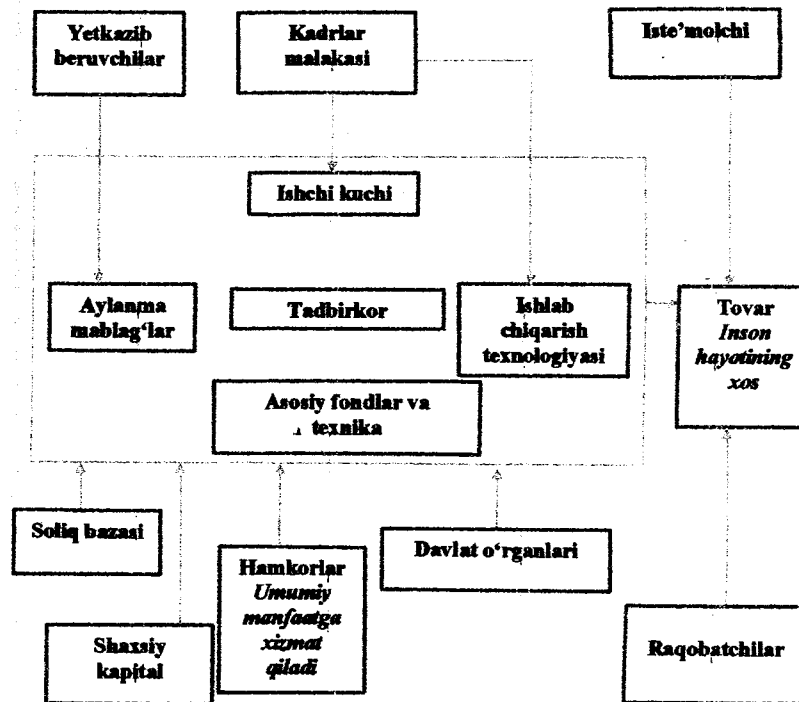 Yetkazib
beruvchilar
Kadrlar
malakasi
Iste’molchi
Ishchi kuchi
Aylanma
mablag‘lar
Tadbirkor
Ishlab
chiqarish
texnologiyasi
Tovar
Inson
hayotining
xos
Asosiy fondlar va
texnika
Soliq bazasi
Hamkorlar
Umumiy
manfaatga
xizmat
qiladi
Davlat o‘rganlari
Shaxsiy
kapital
Raqobatchilar